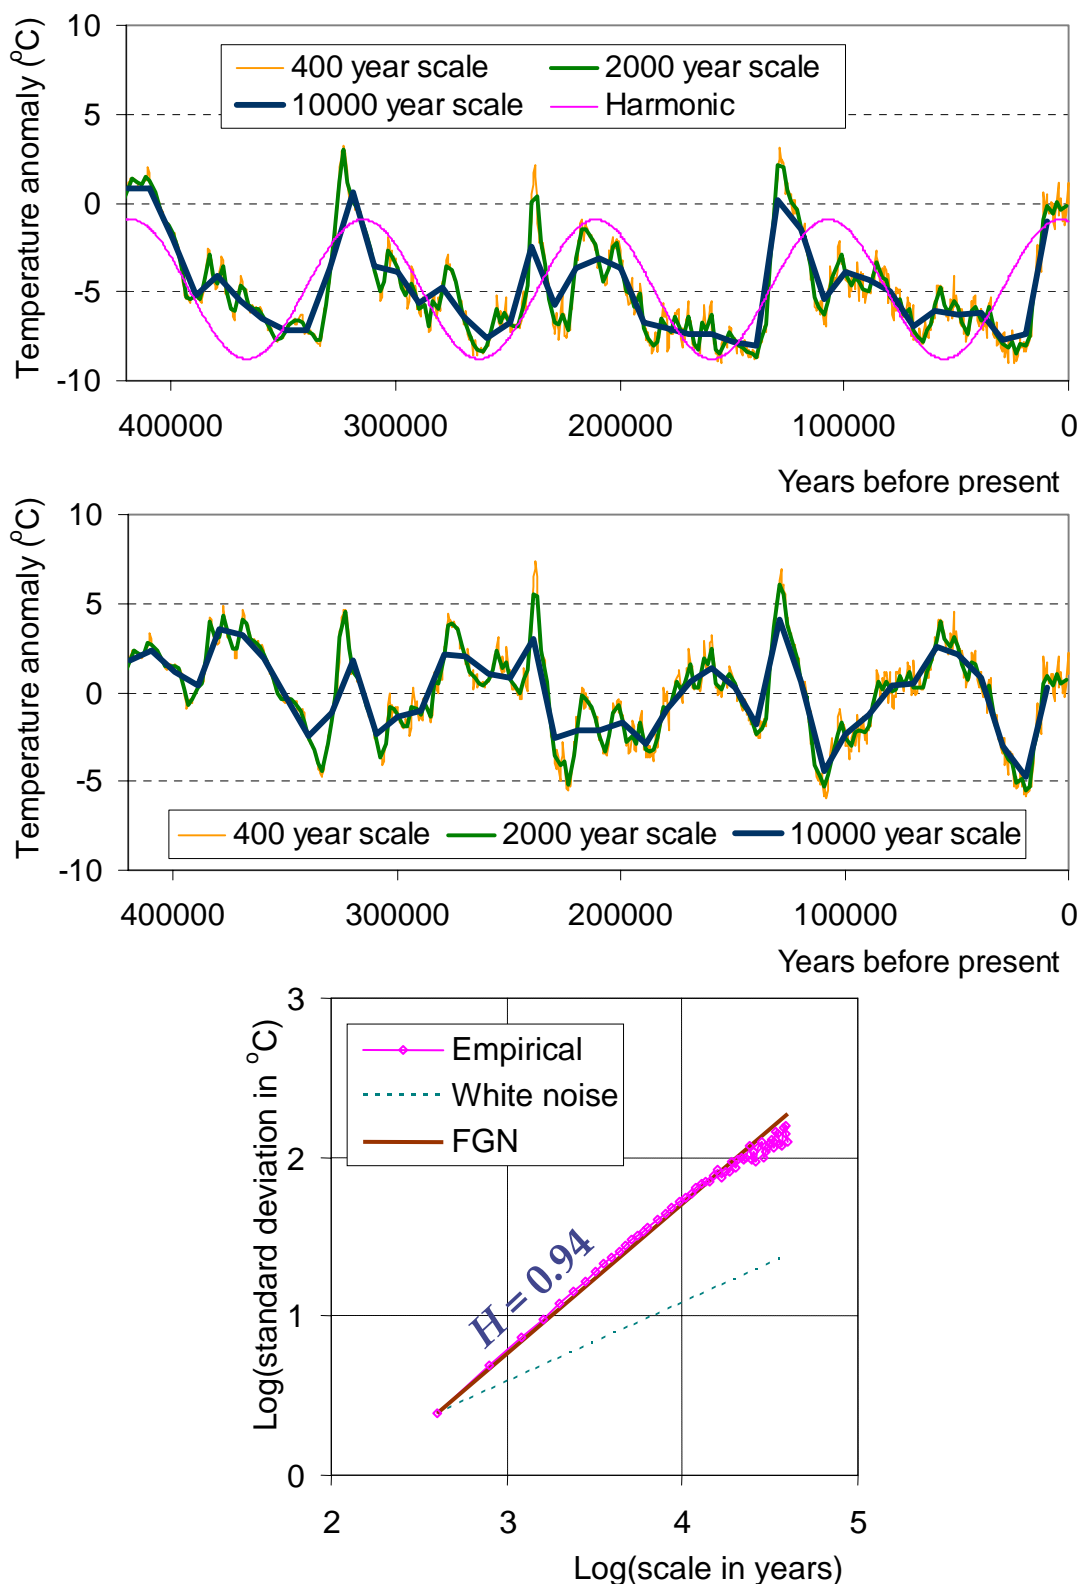 Temperature anomaly (°C)
10
5
0
-5
-10
400 year scale
2000 year scale
10000 year scale
Harmonic
400000
300000
200000
100000
0
Years before present
Temperature anomaly (°C)
10
5
0
-5
-10
400 year scale
2000 year scale
10000 year scale
400000
300000
200000
100000
0
Years before present
Log(standard deviation in °C)
3
2
1
0
Empirical
White noise
FGN
H = 0.94
2
3
4
5
Log(scale in years)